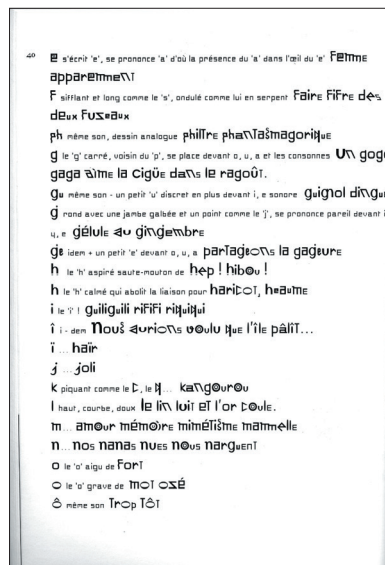 40
e s'écrit 'e', se prononce 'a' d'où la présence du 'a' dans l'œil du 'e' Femme
apparemment
F sifflant et long comme le 's', ondulé comme lui en serpent Faire Fifre des
deux Fuseaux
ph même son, dessin analogue philtre phantasmagorique
g le 'g' carré, voisin du 'p', se place devant o, u, a et les consonnes Un gogo
gaga aime la Cigüe dans le ragoût.
gu même son - un petit 'u' discret en plus devant i, e sonore guignol dingue
g rond avec une jambe galbée et un point comme le 'j', se prononce pareil devant i,
y, e gélule au gingembre
ge idem + un petit 'e' devant o, u, a partageons la gageure
h le 'h' aspiré saute-mouton de hep ! hibou !
h le 'h' calmé qui abolit la liaison pour haricot, heaume
i le 'i' ! guiliguili rififi riquiqui
î i - dem Nous aurions voulu que l'île pâlît...
ï ... haïr
j ... joli
K piquant comme le c, le q ... kangourou
l haut, courbe, doux le lin luit et l'or coule.
m... amour mémoire mimétisme mammelle
n... nos nanas nues nous narguent
o le 'o' aigu de Fort
o le 'o' grave de mot osé
ô même son Trop Tôt